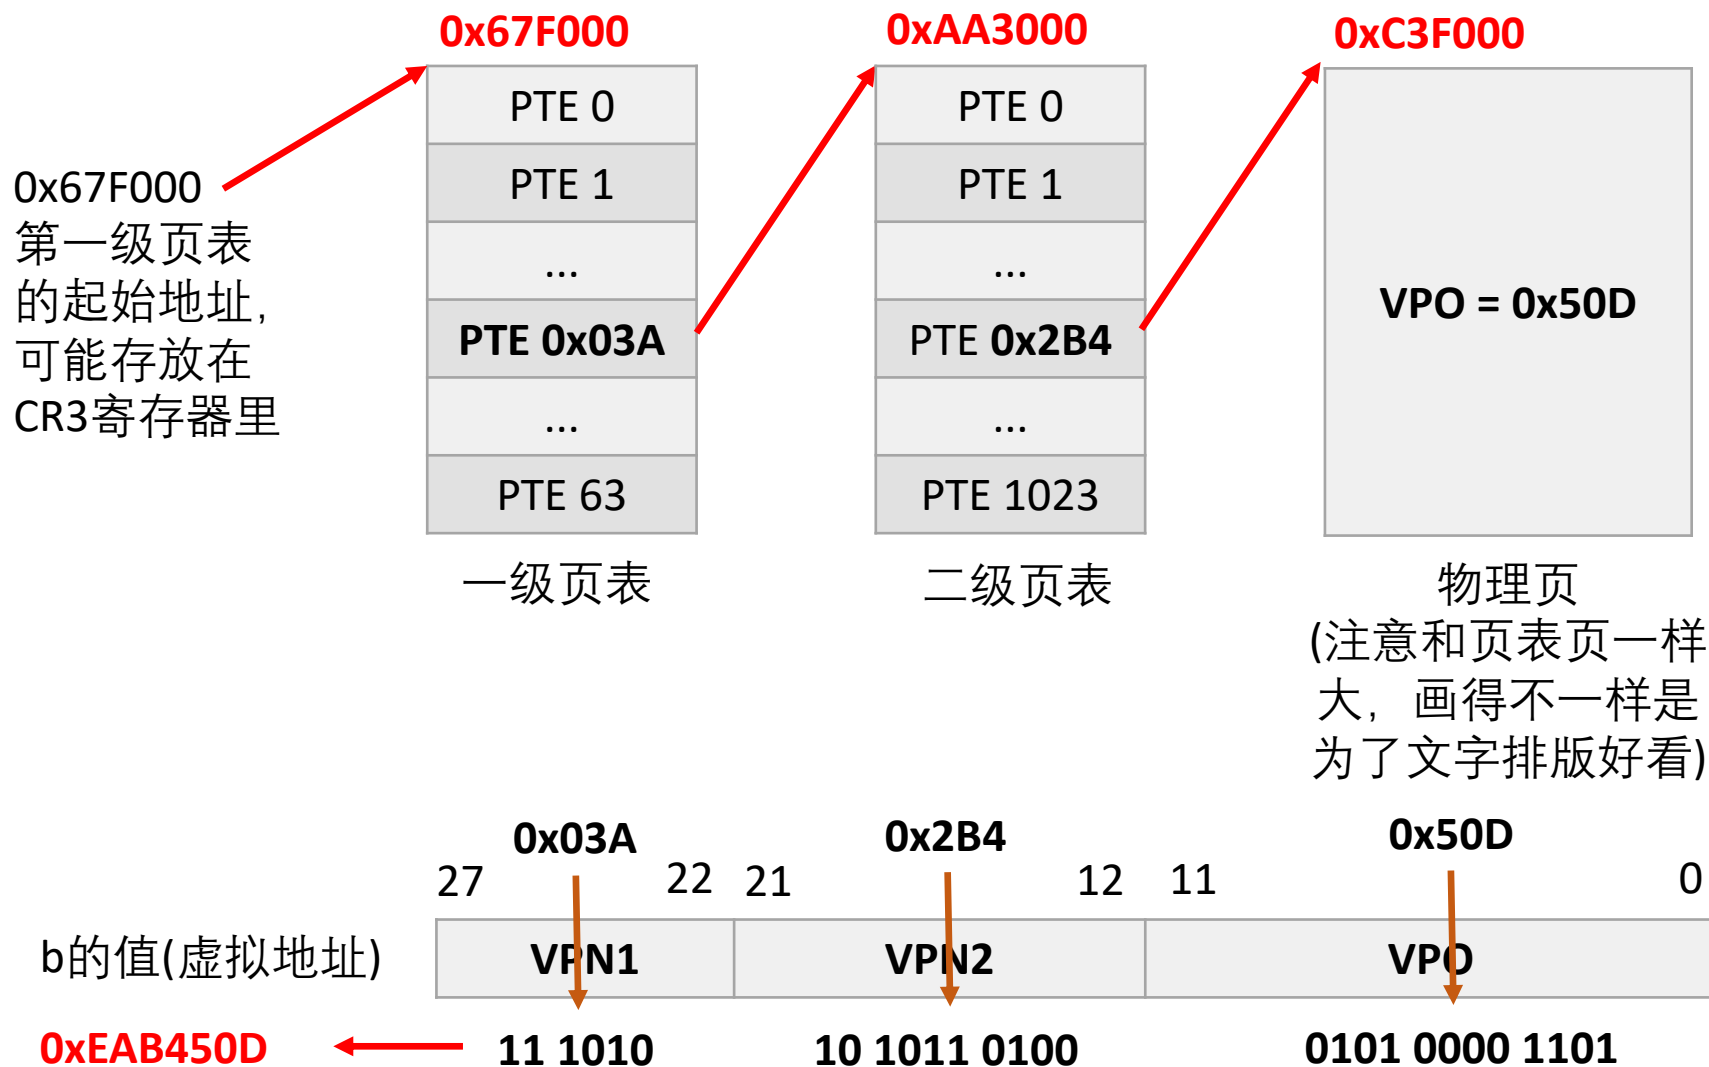 0x67F000
0xAA3000
0xC3F000
0x67F000
第一级页表
的起始地址,
可能存放在
CR3寄存器里
PTE 0
PTE 1
...
PTE 0x03A
...
PTE 63
一级页表
PTE 0
PTE 1
...
PTE 0x2B4
...
PTE 1023
二级页表
VPO = 0x50D
物理页
(注意和页表页一样
大，画得不一样是
为了文字排版好看)
0x03A
0x2B4
0x50D
27 22 21 12 11 0
b的值(虚拟地址)
VPN1 VPN2 VPO
0xEAB450D
11 1010
10 1011 0100
0101 0000 1101